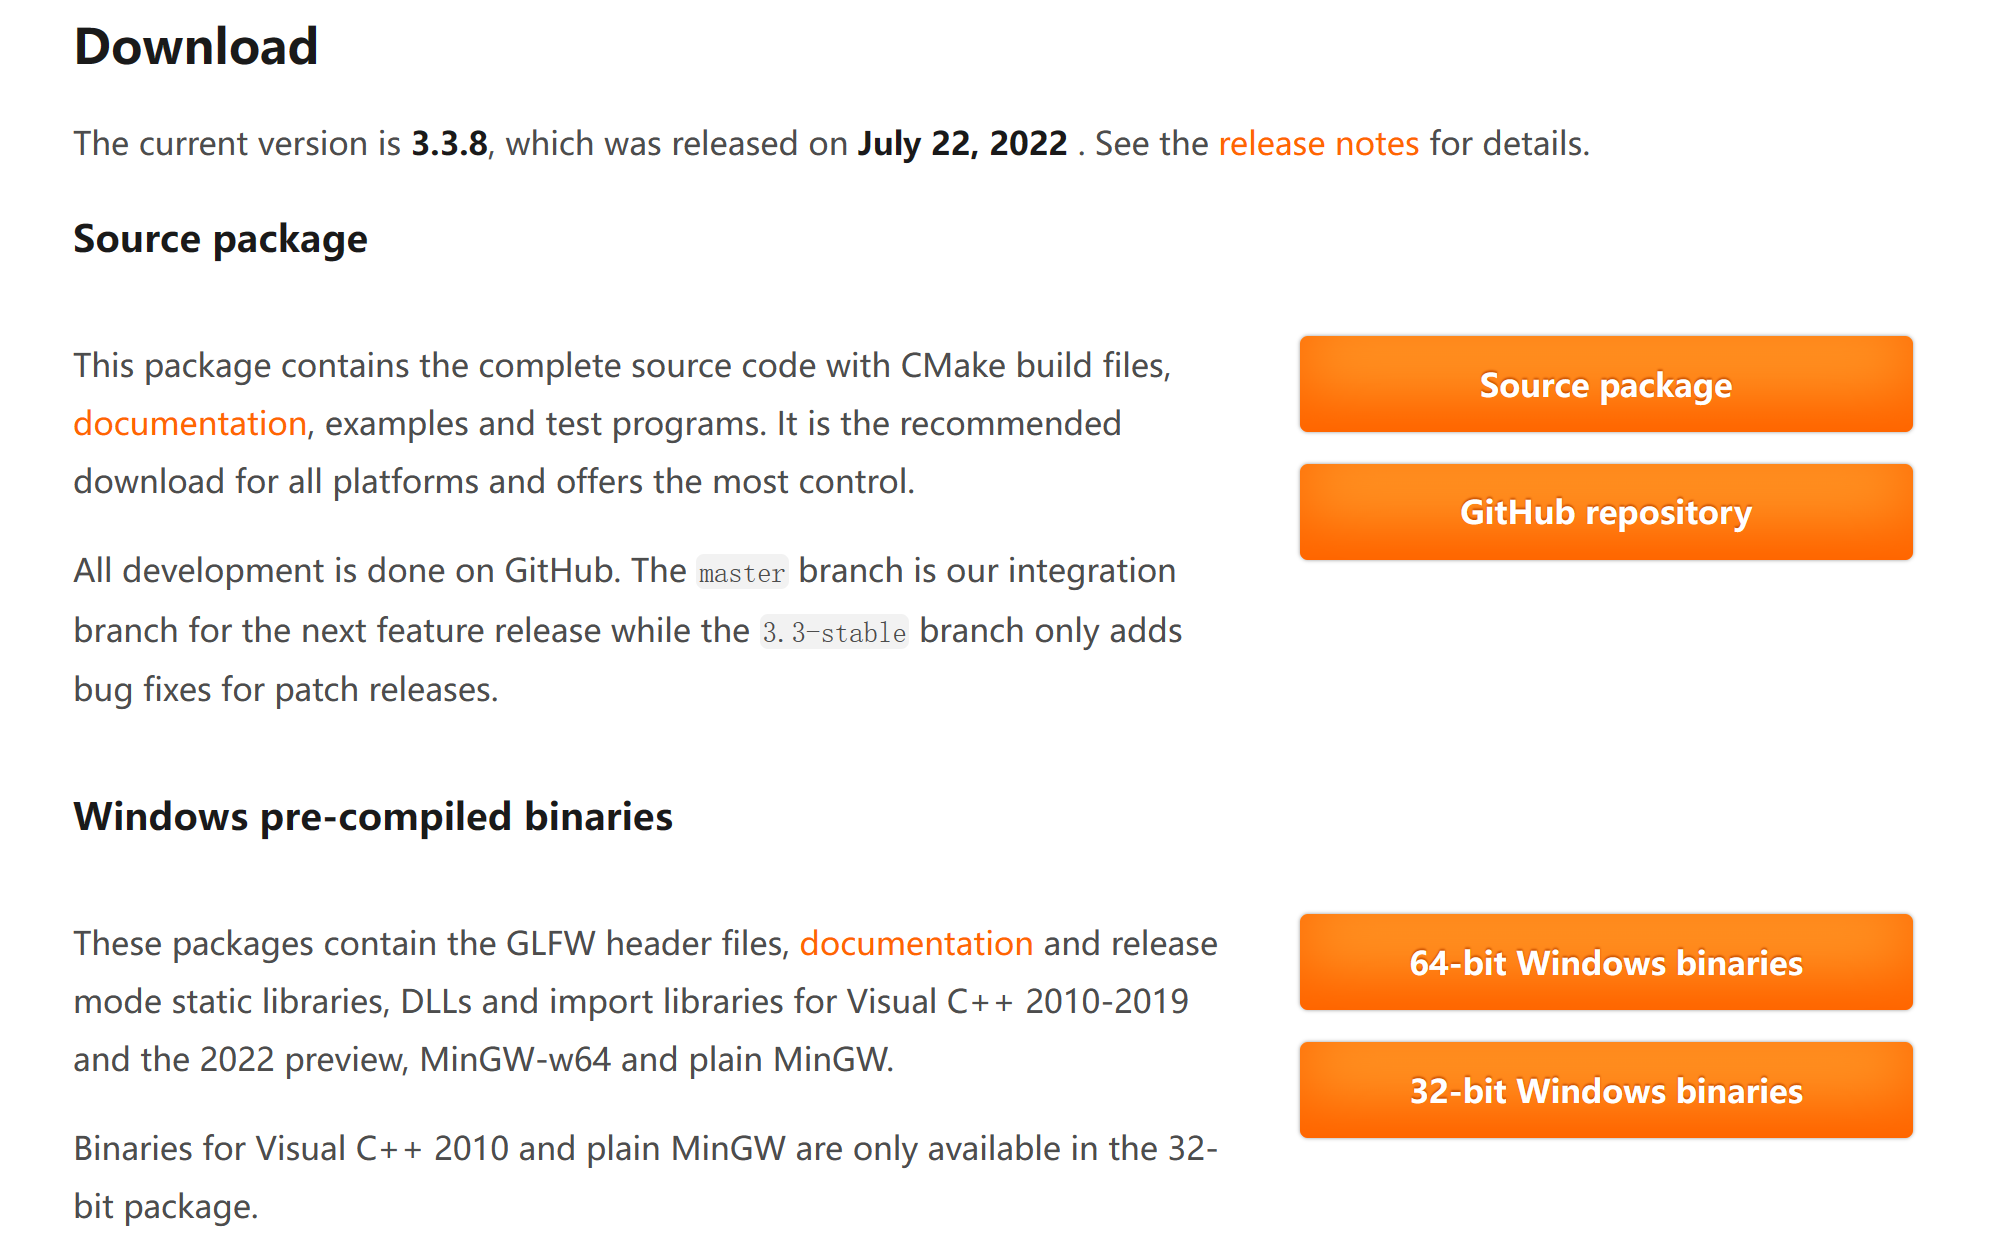 Download
The current version is 3.3.8, which was released on July 22, 2022 . See the release notes for details.
Source package
This package contains the complete source code with CMake build files,
documentation, examples and test programs. It is the recommended
download for all platforms and offers the most control.
All development is done on GitHub. The master branch is our integration
branch for the next feature release while the 3.3-stable branch only adds
bug fixes for patch releases.
Source package
GitHub repository
Windows pre-compiled binaries
These packages contain the GLFW header files, documentation and release
mode static libraries, DLLs and import libraries for Visual C++ 2010-2019
and the 2022 preview, MinGW-w64 and plain MinGW.
Binaries for Visual C++ 2010 and plain MinGW are only available in the 32-
bit package.
64-bit Windows binaries
32-bit Windows binaries